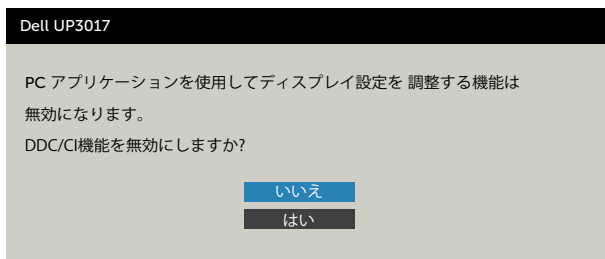 Dell UP3017
PC アプリケーションを使用してディスプレイ設定を 調整する機能は
無効になります。
DDC/CI機能を無効にしますか?
いいえ
はい